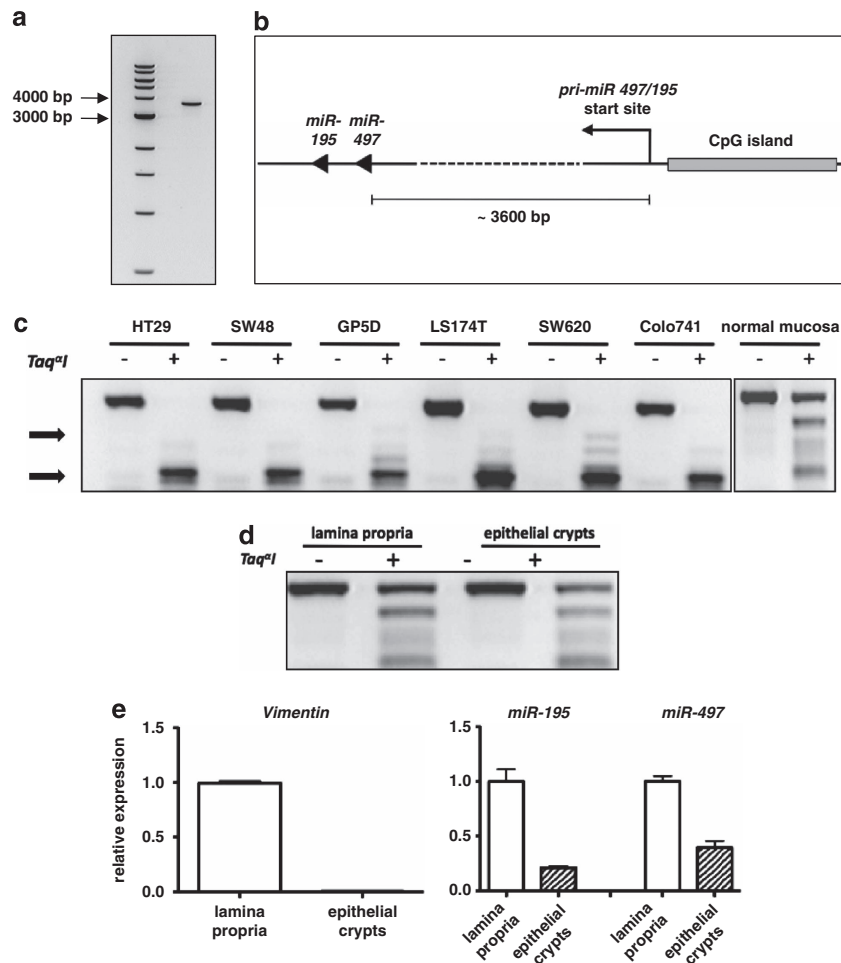 a
4000 bp
3000 bp
b
pri-miR 497/195
start site
miR-
195
miR-
497
CpG island
~ 3600 bp
c
HT29 SW48 GP5D LS174T SW620 Colo741 normal mucosa
TaqαI - + - + - + - + - + - + - +
d
lamina propria epithelial crypts
TaqαI - + - +
e
Vimentin
relative expression
1.5
1.0
0.5
0.0
lamina
propria
epithelial
crypts
miR-195 miR-497
1.5
1.0
0.5
0.0
lamina
propria
epithelial
crypts
lamina
propria
epithelial
crypts